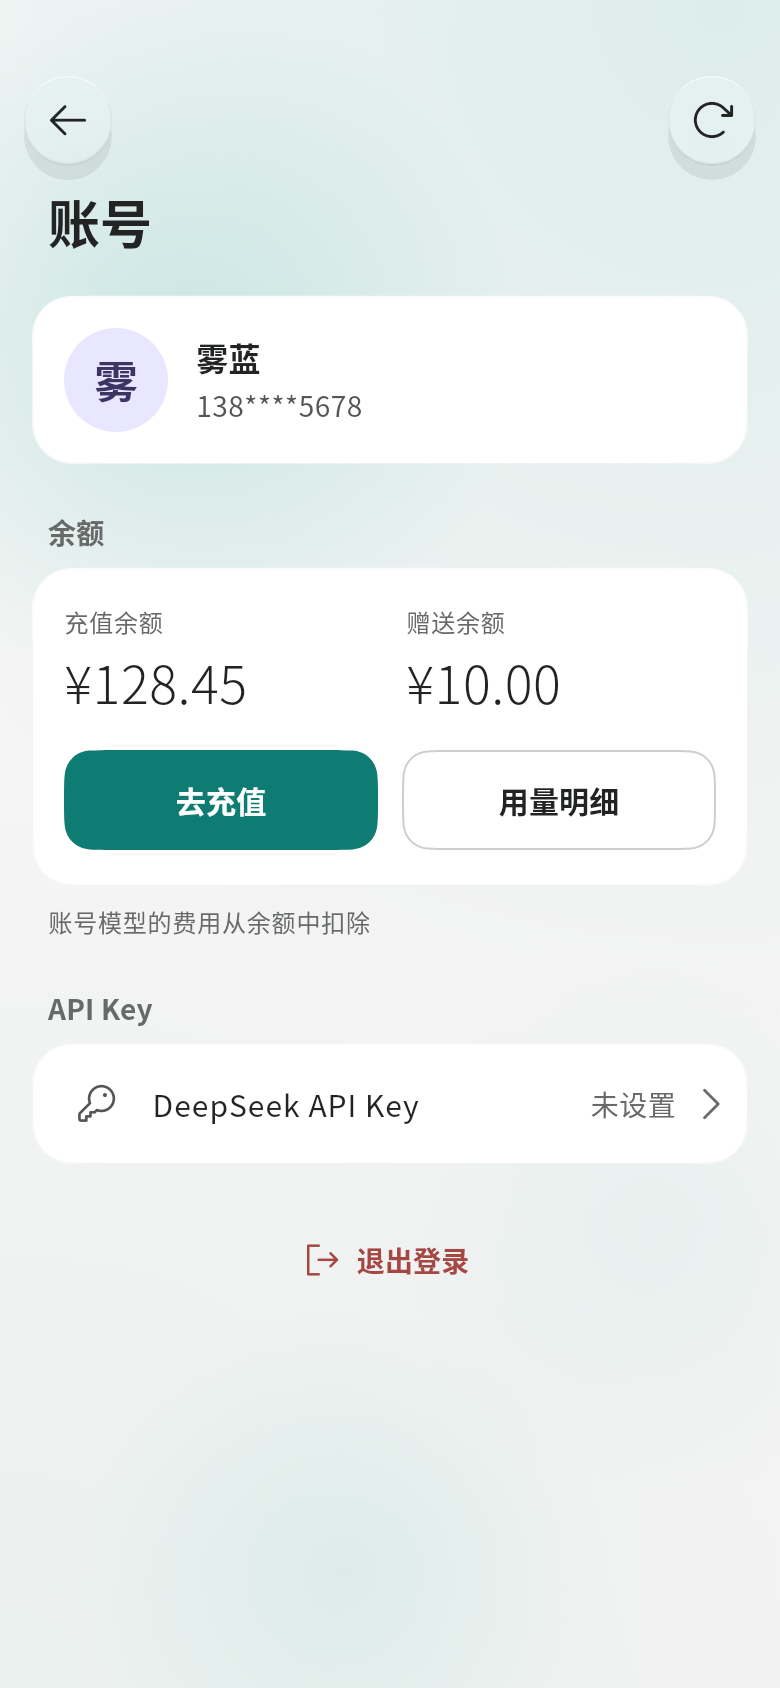 账号
雾
雾蓝
138****5678
余额
充值余额
赠送余额
¥128.45
¥10.00
去充值
用量明细
账号模型的费用从余额中扣除
API Key
DeepSeek API Key
未设置
退出登录